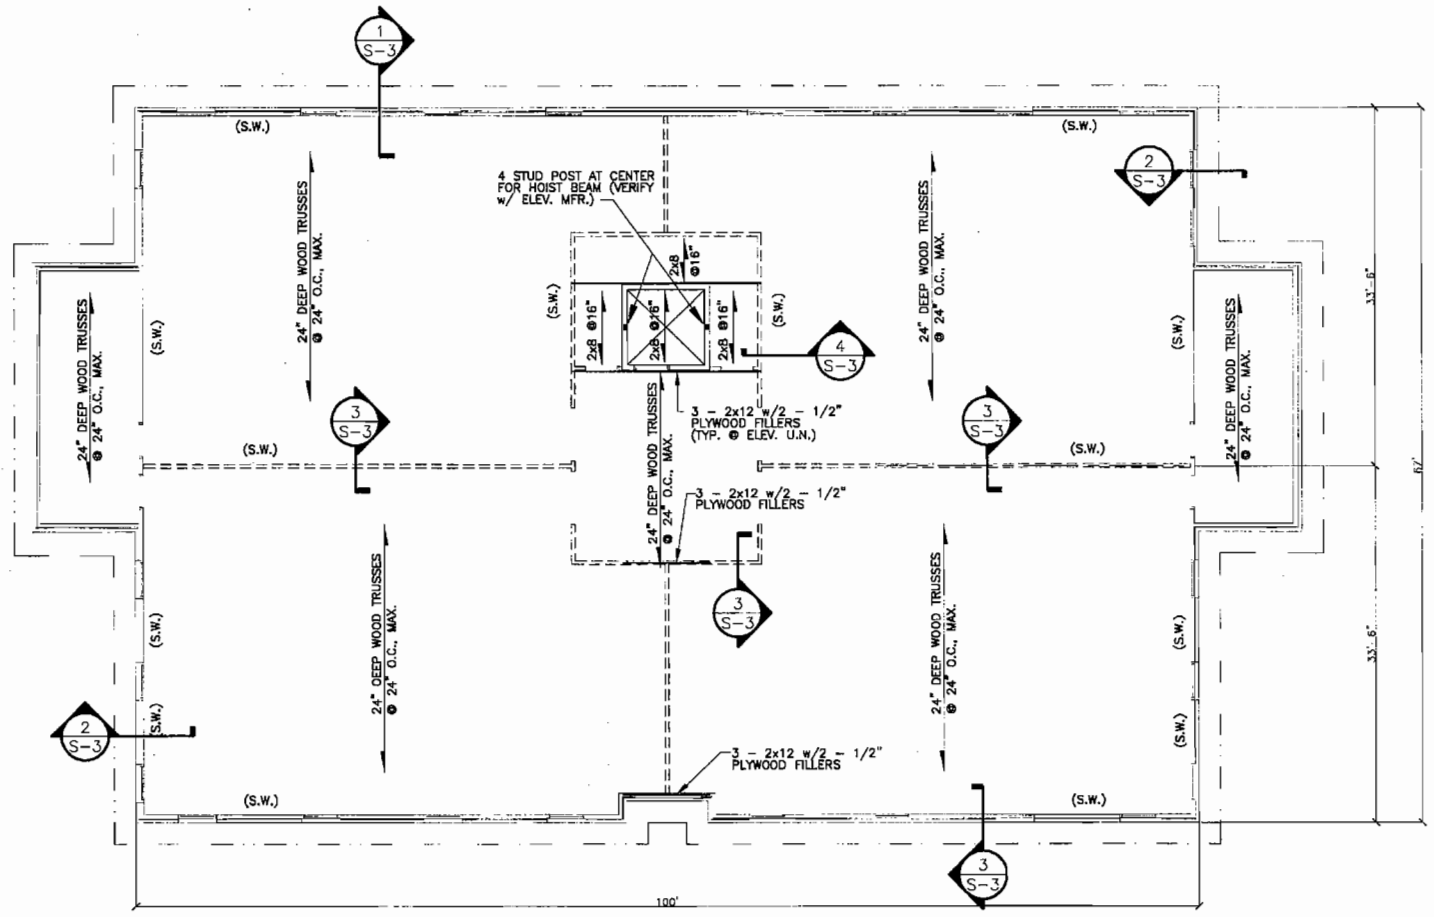 1
S-3
(S.W.)
(S.W.)
2
S-3
4 STUD POST AT CENTER
FOR HOIST BEAM (VERIFY
w/ ELEV. MFR.)
24" DEEP WOOD TRUSSES
@ 24" O.C., MAX.
24" DEEP WOOD TRUSSES
@ 24" O.C., MAX.
2x8
@16"
24" DEEP WOOD TRUSSES
@ 24" O.C., MAX.
(S.W.)
(S.W.)
2x8 @16"
2x8 @16"
2x8 @16"
(S.W.)
(S.W.)
24" DEEP WOOD TRUSSES
@ 24" O.C., MAX.
33'-6"
4
S-3
3
S-3
3 - 2x12 w/2 - 1/2"
PLYWOOD FILLERS
(TYP. @ ELEV. U.N.)
3
S-3
(S.W.)
(S.W.)
24" DEEP WOOD TRUSSES
@ 24" O.C., MAX.
3 - 2x12 w/2 - 1/2"
PLYWOOD FILLERS
67'
24" DEEP WOOD TRUSSES
@ 24" O.C., MAX.
24" DEEP WOOD TRUSSES
@ 24" O.C., MAX.
3
S-3
(S.W.)
(S.W.)
33'-6"
2
S-3
(S.W.)
(S.W.)
3 - 2x12 w/2 - 1/2"
PLYWOOD FILLERS
(S.W.)
(S.W.)
3
S-3
100'